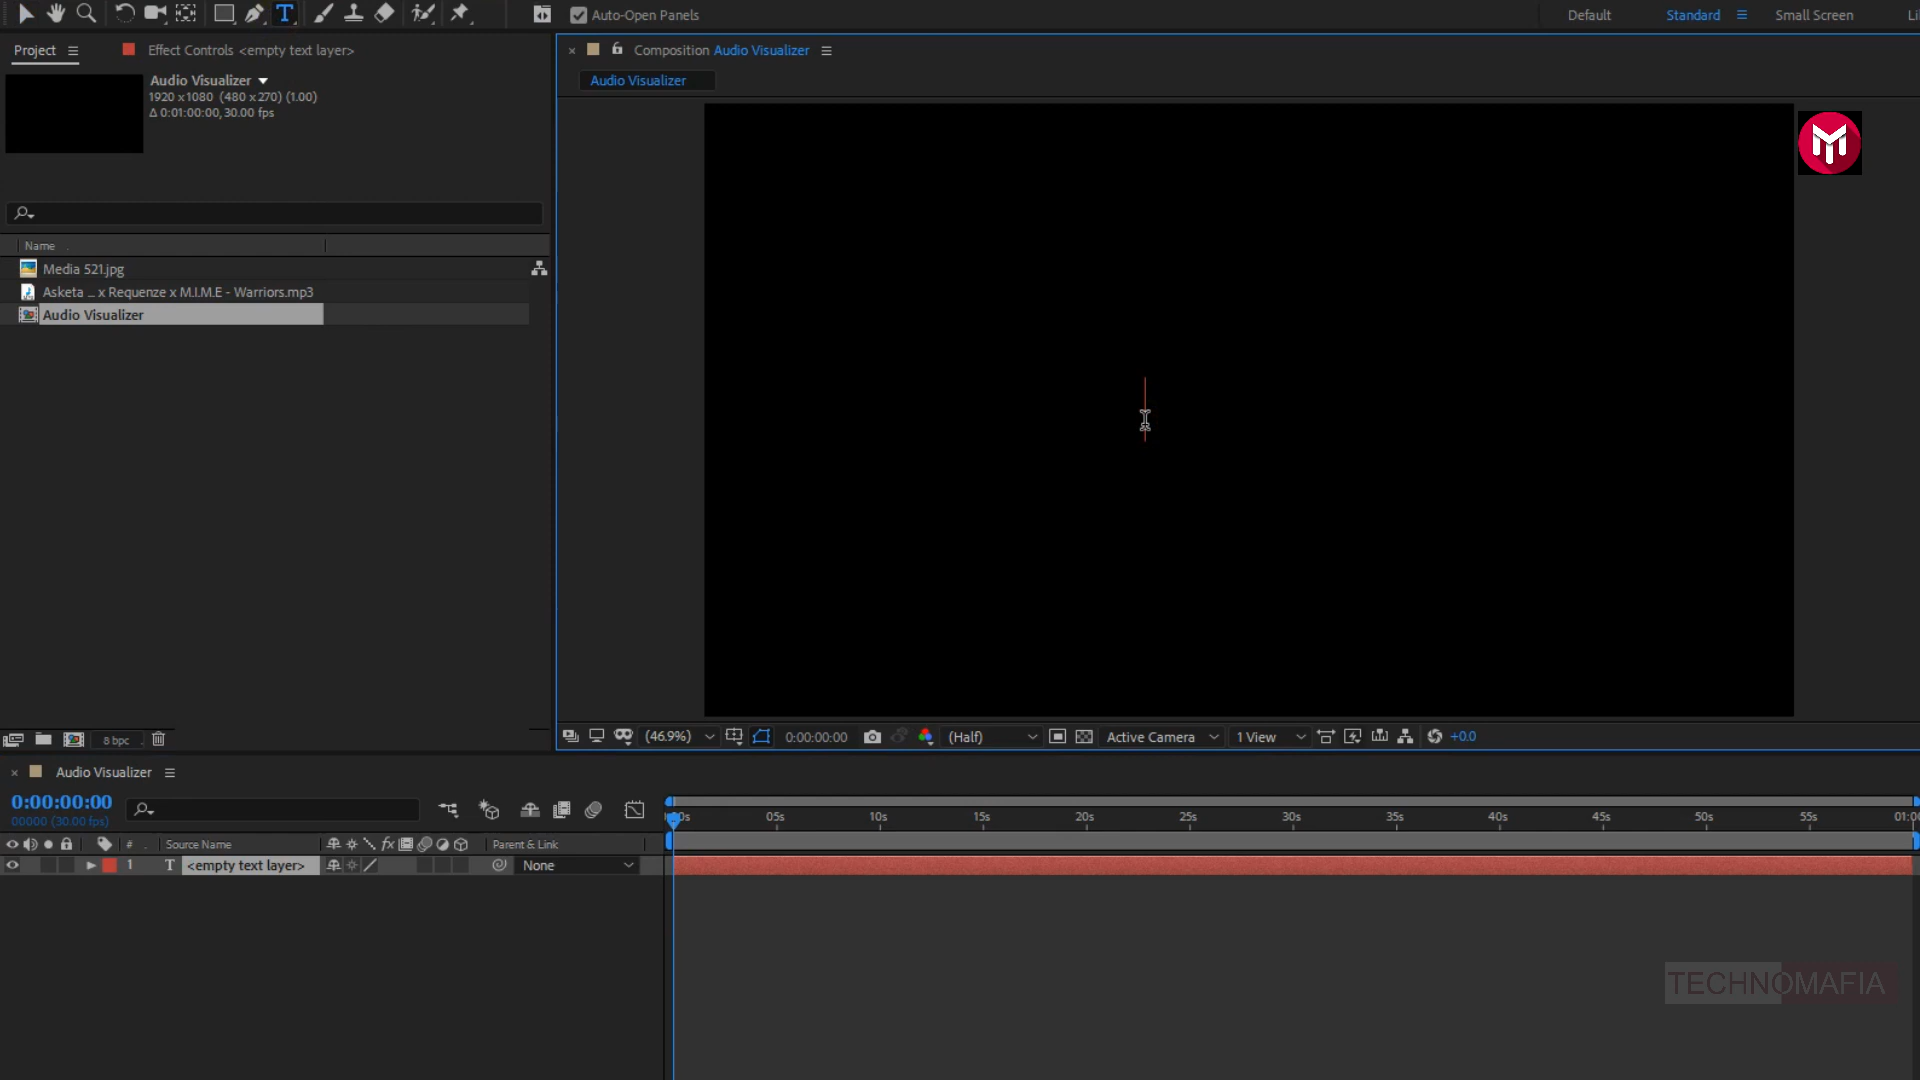 Auto-Open Panels
Default
Standard
Small Screen
Li
Project
Effect Controls <empty text layer>
Composition Audio Visualizer
Audio Visualizer
1920 x 1080 (480 x 270) (1.00)
Δ 0:01:00:00, 30.00 fps
Audio Visualizer
Name
Media 521.jpg
Asketa ... x Requenze x M.I.M.E - Warriors.mp3
Audio Visualizer
8 bpc
(46.9%)
0:00:00:00
(Half)
Active Camera
1 View
+0.0
Audio Visualizer
0:00:00:00
00000 (30.00 fps)
05s
10s
15s
20s
25s
30s
35s
40s
45s
50s
55s
01:00
#
Source Name
fx
Parent & Link
1
T
<empty text layer>
None
TECHNOMAFIA